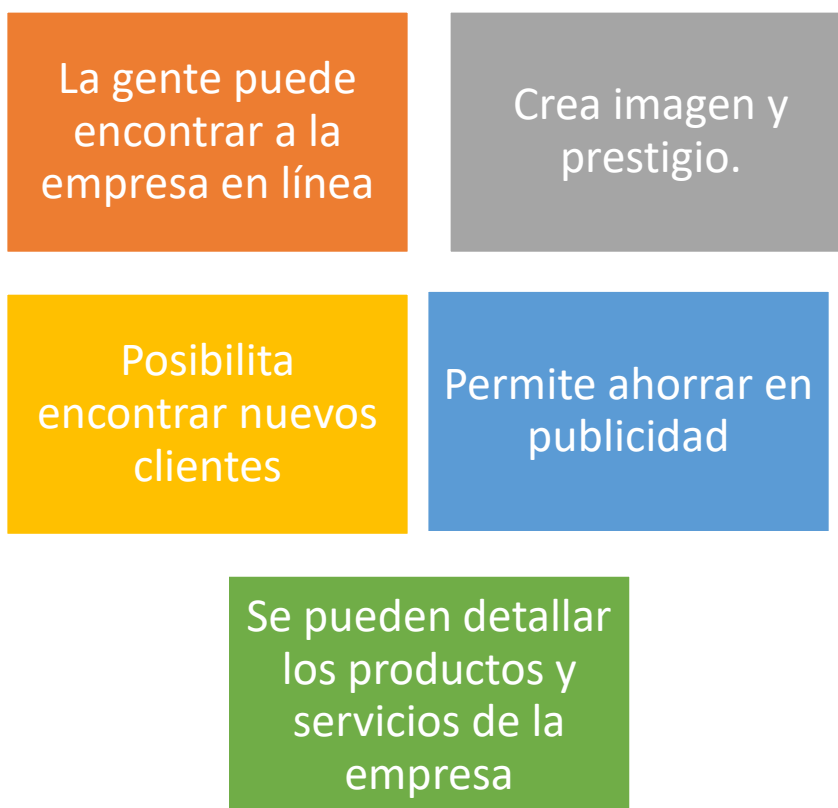 La gente puede
encontrar a la
empresa en línea
Crea imagen y
prestigio.
Posibilita
encontrar nuevos
clientes
Permite ahorrar en
publicidad
Se pueden detallar
los productos y
servicios de la
empresa